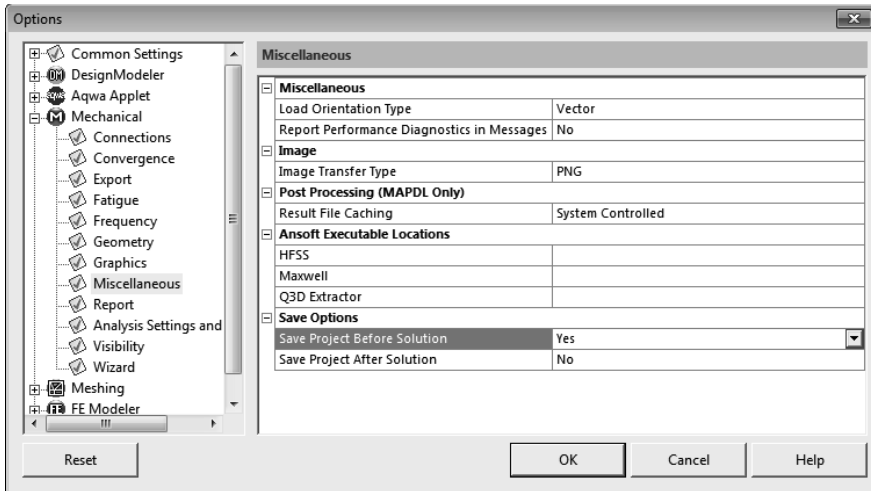 Options
Common Settings
DesignModeler
Aqwa Applet
Mechanical
Connections
Convergence
Export
Fatigue
Frequency
Geometry
Graphics
Miscellaneous
Report
Analysis Settings and
Visibility
Wizard
Meshing
FE Modeler
Miscellaneous
Miscellaneous
Load Orientation Type Vector
Report Performance Diagnostics in Messages No
Image
Image Transfer Type PNG
Post Processing (MAPDL Only)
Result File Caching System Controlled
Ansoft Executable Locations
HFSS
Maxwell
Q3D Extractor
Save Options
Save Project Before Solution Yes
Save Project After Solution No
Reset OK Cancel Help